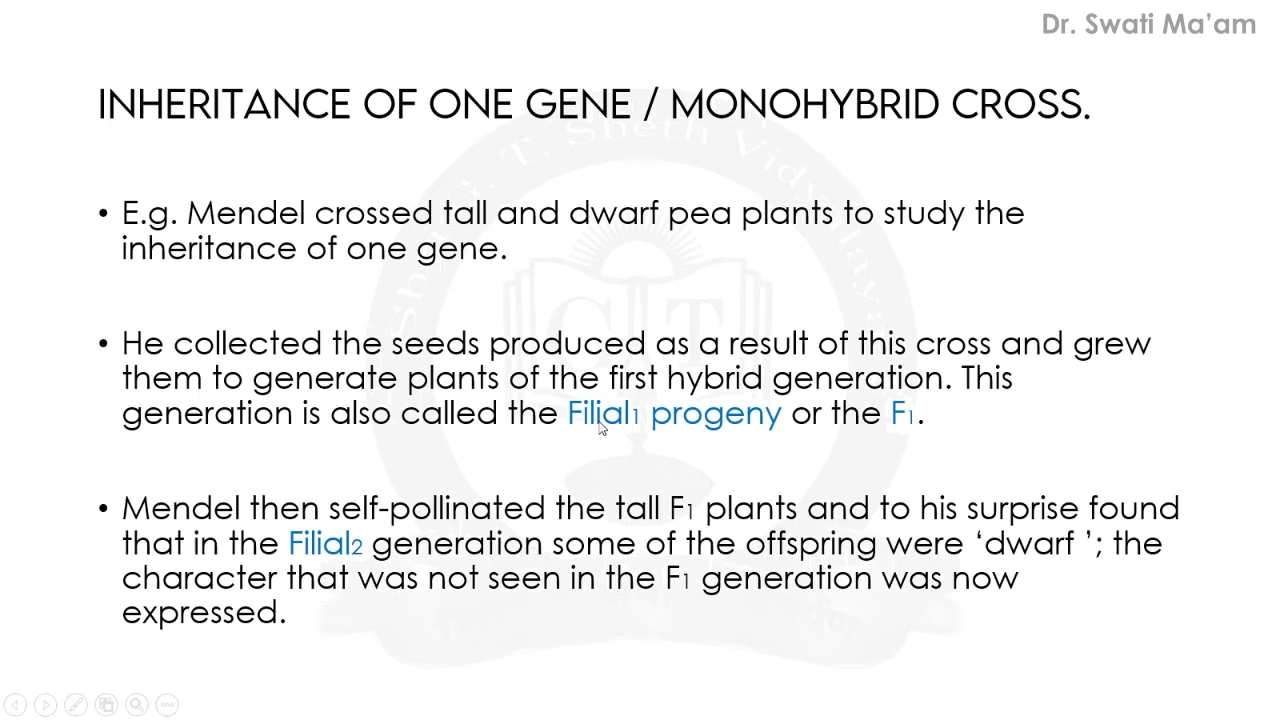 Dr. Swati Ma’am
INHERITANCE OF ONE GENE / MONOHYBRID CROSS.
• E.g. Mendel crossed tall and dwarf pea plants to study the
inheritance of one gene.
• He collected the seeds produced as a result of this cross and grew
them to generate plants of the first hybrid generation. This
generation is also called the Filial₁ progeny or the F₁.
• Mendel then self-pollinated the tall F₁ plants and to his surprise found
that in the Filial₂ generation some of the offspring were ‘dwarf ’; the
character that was not seen in the F₁ generation was now
expressed.